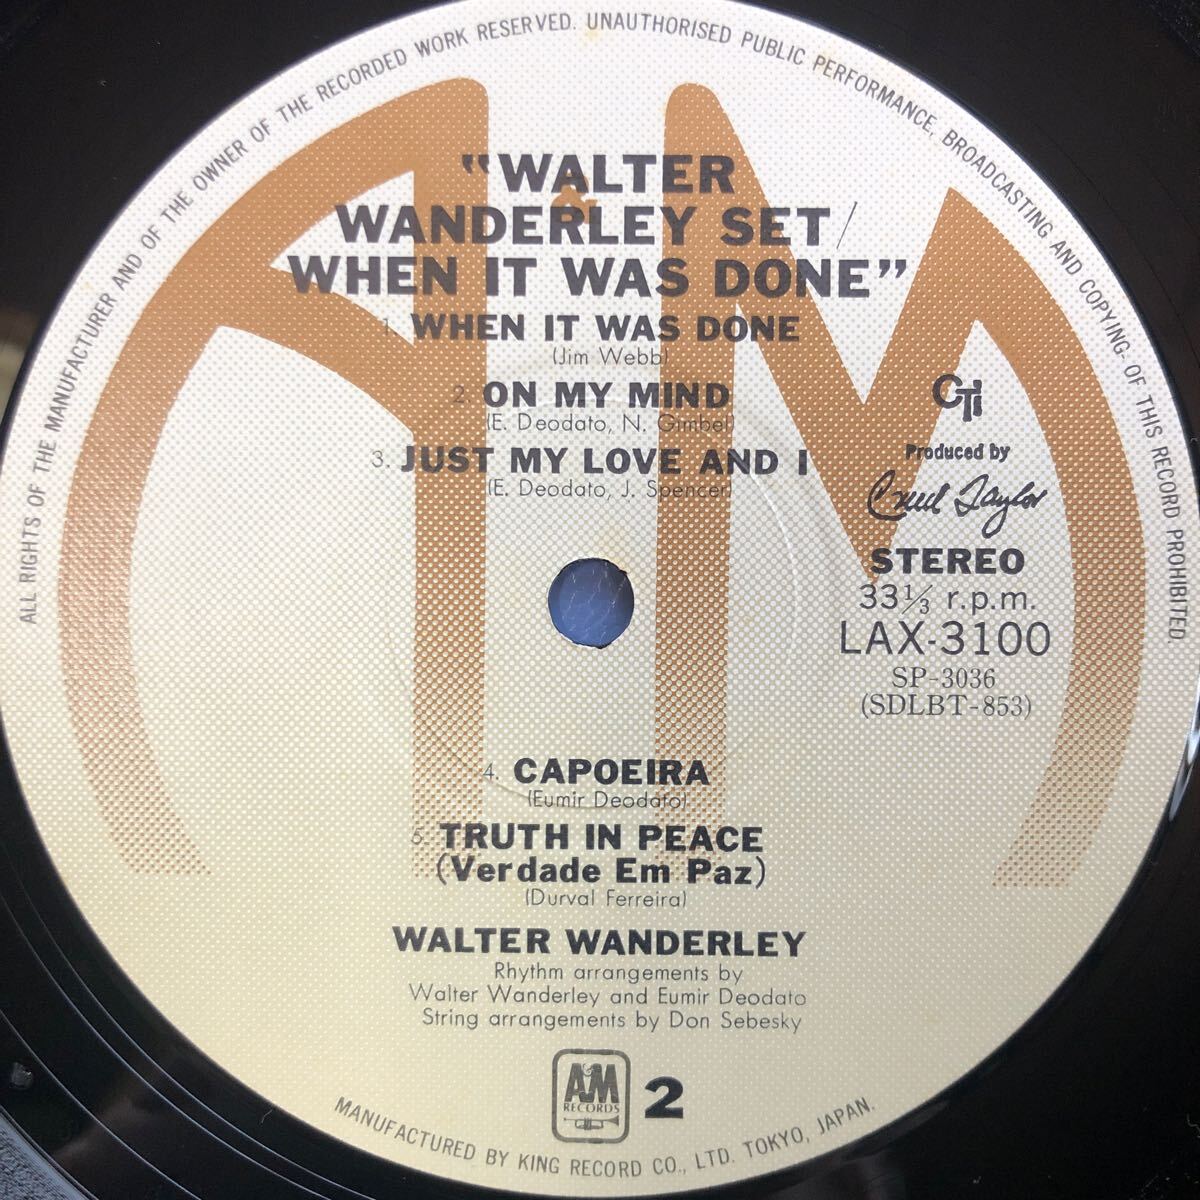 ALL RIGHTS OF THE MANUFACTURER AND OF THE OWNER OF THE RECORDED WORK RESERVED. UNAUTHORISED PUBLIC PERFORMANCE, BROADCASTING AND COPYING- OF THIS RECORD PROHIBITED.
A&M
"WALTER
WANDERLEY SET/
WHEN IT WAS DONE"
1. WHEN IT WAS DONE
(Jim Webb)
2. ON MY MIND
(E. Deodato, N. Gimbel)
3. JUST MY LOVE AND I
(E. Deodato, J. Spencer)
CTi
Produced by
Creed Taylor
STEREO
33⅓ r.p.m.
LAX-3100
SP-3036
(SDLBT-853)
4. CAPOEIRA
(Eumir Deodato)
5. TRUTH IN PEACE
(Verdade Em Paz)
(Durval Ferreira)
WALTER WANDERLEY
Rhythm arrangements by
Walter Wanderley and Eumir Deodato
String arrangements by Don Sebesky
A&M
RECORDS
2
MANUFACTURED BY KING RECORD CO., LTD. TOKYO, JAPAN.